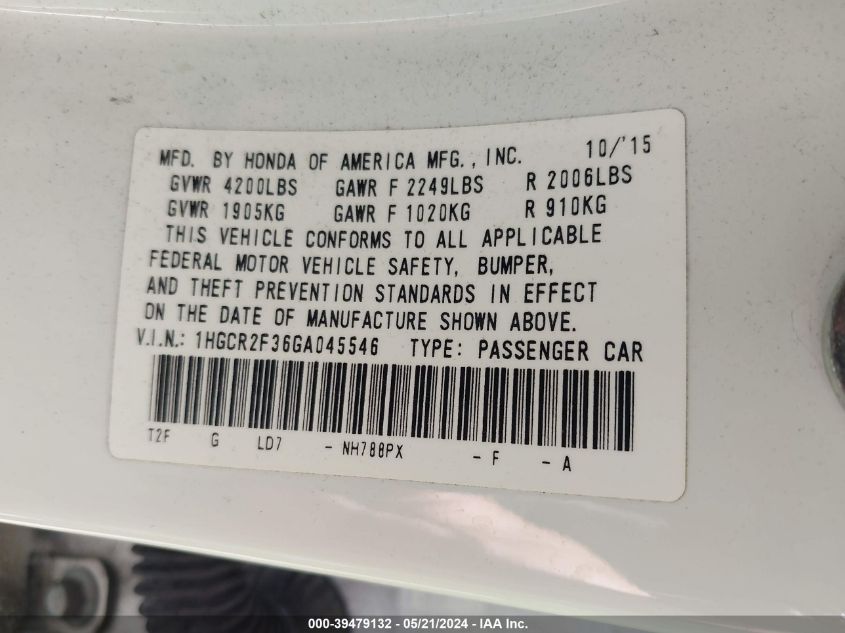 MFD. BY HONDA OF AMERICA MFG., INC. 10/'15
GVWR 4200LBS GAWR F 2249LBS R 2006LBS
GVWR 1905KG GAWR F 1020KG R 910KG
THIS VEHICLE CONFORMS TO ALL APPLICABLE
FEDERAL MOTOR VEHICLE SAFETY, BUMPER,
AND THEFT PREVENTION STANDARDS IN EFFECT
ON THE DATE OF MANUFACTURE SHOWN ABOVE.
V.I.N.: 1HGCR2F36GA045546 TYPE: PASSENGER CAR
T2F G LD7 - NH788PX - F - A
000-39479132 - 05/21/2024 - IAA Inc.